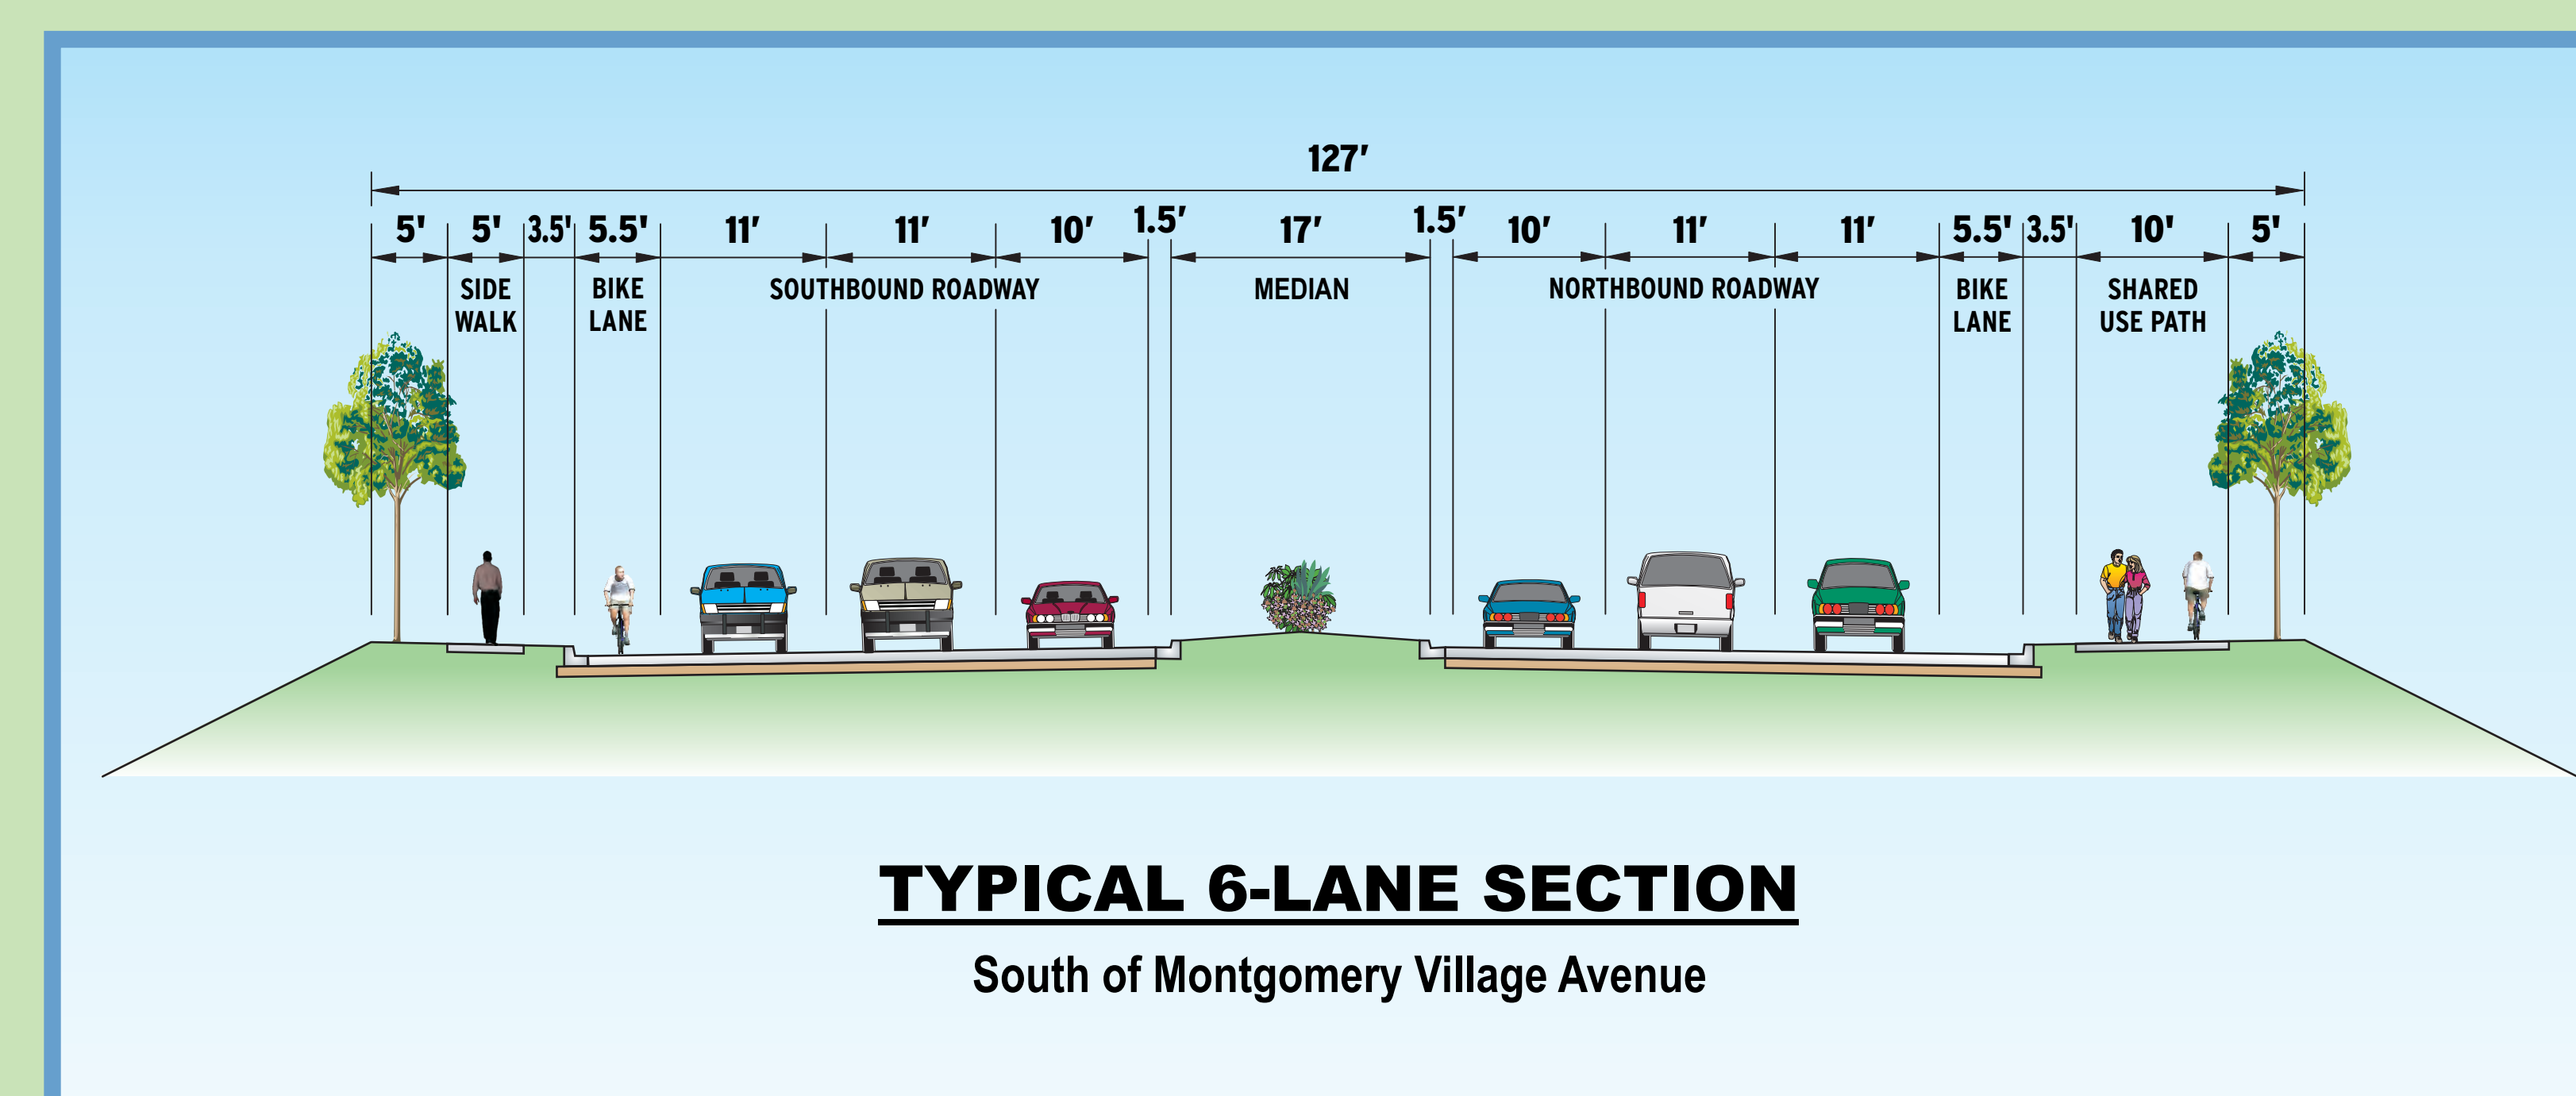 127′
5' 5' 3.5' 5.5' 11′ 11′ 10′ 1.5′ 17′ 1.5′ 10′ 11′ 11′ 5.5' 3.5' 10' 5'
SIDE WALK
BIKE LANE
SOUTHBOUND ROADWAY
MEDIAN
NORTHBOUND ROADWAY
BIKE LANE
SHARED USE PATH
TYPICAL 6-LANE SECTION
South of Montgomery Village Avenue